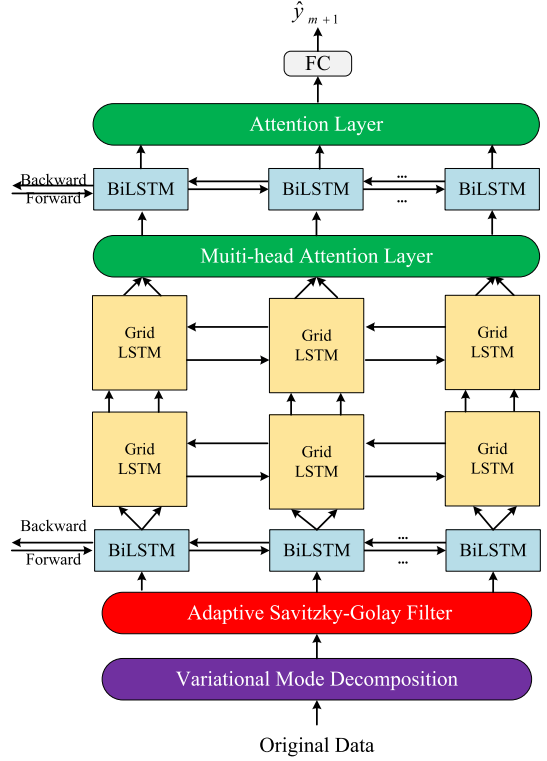 ŷ m+1
FC
Attention Layer
Backward
Forward
BiLSTM
BiLSTM
BiLSTM
...
...
Muiti-head Attention Layer
Grid
LSTM
Grid
LSTM
Grid
LSTM
Grid
LSTM
Grid
LSTM
Grid
LSTM
Backward
Forward
BiLSTM
BiLSTM
BiLSTM
...
...
Adaptive Savitzky-Golay Filter
Variational Mode Decomposition
Original Data